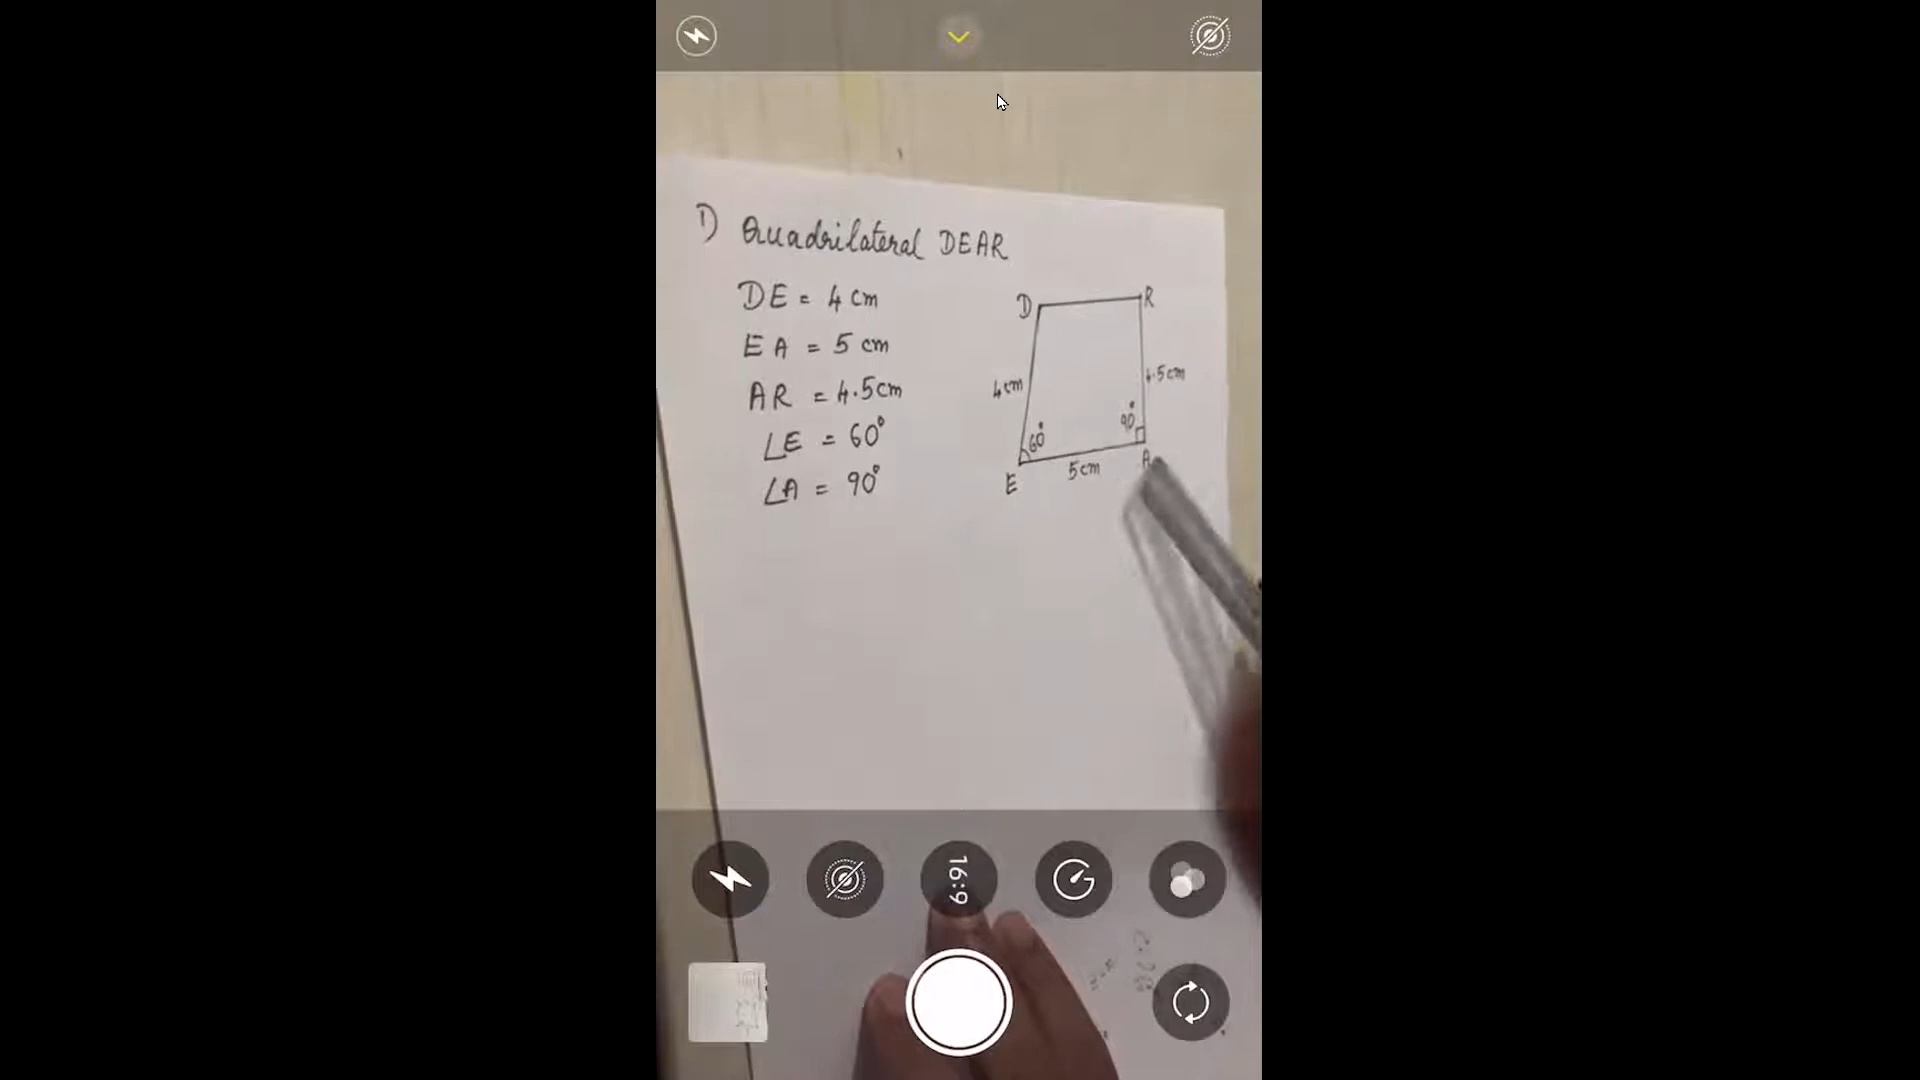 1) Quadrilateral DEAR
DE = 4 cm
EA = 5 cm
AR = 4.5cm
∠E = 60°
∠A = 90°
D R
4cm 4.5cm
60° 90°
E 5cm A
16:9